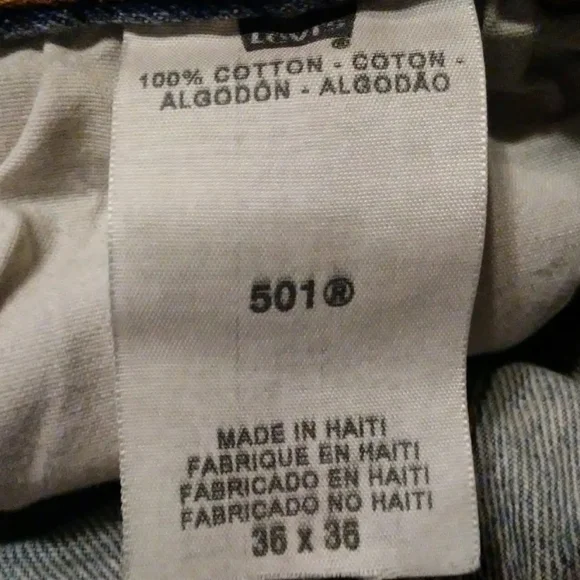 Levi's®
100% COTTON - COTON -
ALGODÓN - ALGODÃO
501®
MADE IN HAITI
FABRIQUE EN HAITI
FABRICADO EN HAITI
FABRICADO NO HAITI
36 x 36